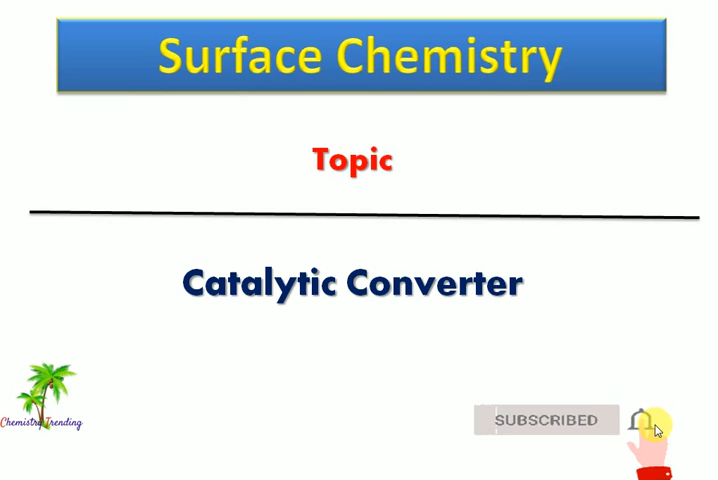 Surface Chemistry
Topic
Catalytic Converter
Chemistry Trending
SUBSCRIBED